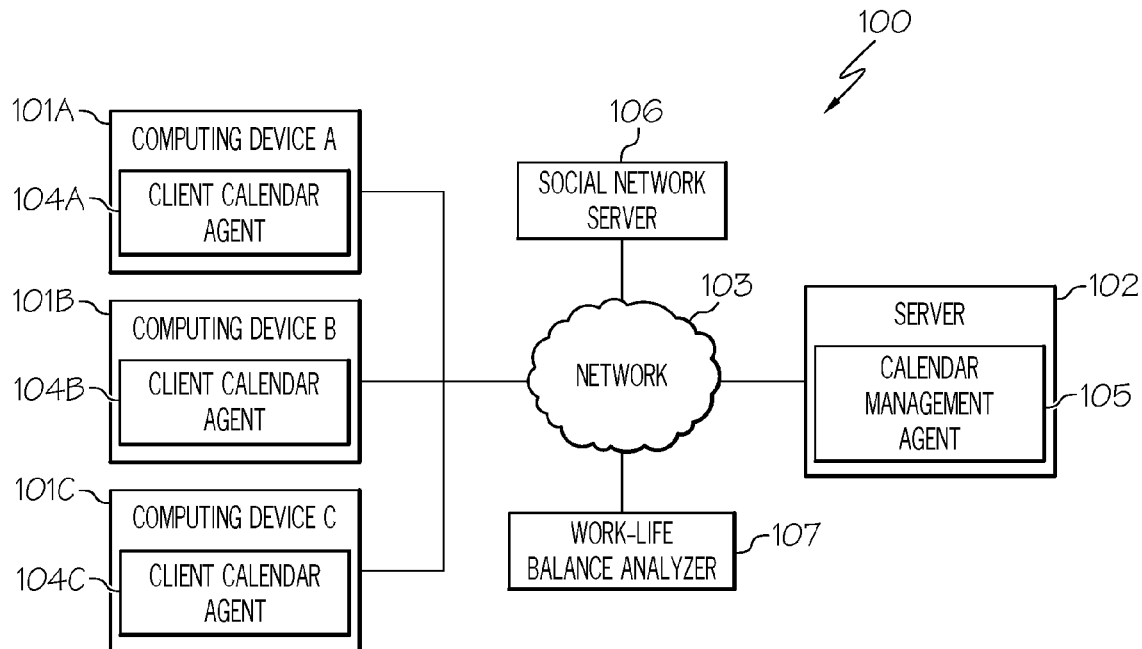 100
101A
COMPUTING DEVICE A
104A
CLIENT CALENDAR
AGENT
106
SOCIAL NETWORK
SERVER
101B
COMPUTING DEVICE B
104B
CLIENT CALENDAR
AGENT
103
NETWORK
102
SERVER
CALENDAR
MANAGEMENT
AGENT
105
101C
COMPUTING DEVICE C
104C
CLIENT CALENDAR
AGENT
WORK-LIFE
BALANCE ANALYZER
107